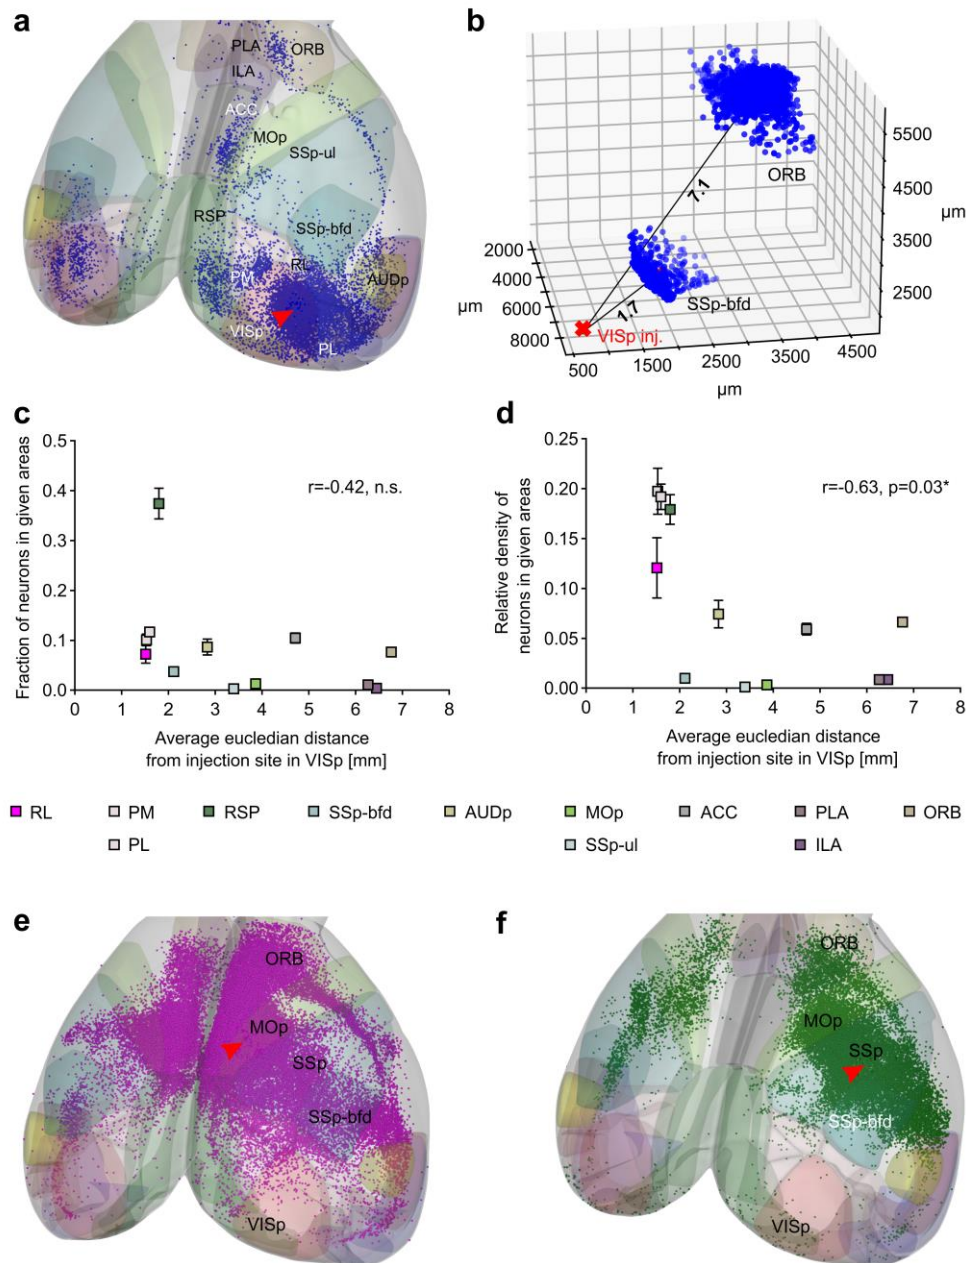 a
PLA
ORB
ILA
ACC
MOp
SSp-ul
RSP
SSp-bfd
RL
PM
AUDp
VISp
PL
b
5500
4500
3500
2500
µm
ORB
7.1
SSp-bfd
1.7
VISp inj.
2000
4000
6000
8000
µm
500
1500
2500
3500
4500
µm
c
Fraction of neurons in given areas
0.5
0.4
0.3
0.2
0.1
0.0
r=-0.42, n.s.
0 1 2 3 4 5 6 7 8
Average eucledian distance
from injection site in VISp [mm]
d
Relative density of
neurons in given areas
0.25
0.20
0.15
0.10
0.05
0.00
r=-0.63, p=0.03*
0 1 2 3 4 5 6 7 8
Average eucledian distance
from injection site in VISp [mm]
RL PM RSP SSp-bfd AUDp MOp ACC PLA ORB
PL SSp-ul ILA
e
ORB
MOp
SSp
SSp-bfd
VISp
f
ORB
MOp
SSp
SSp-bfd
VISp